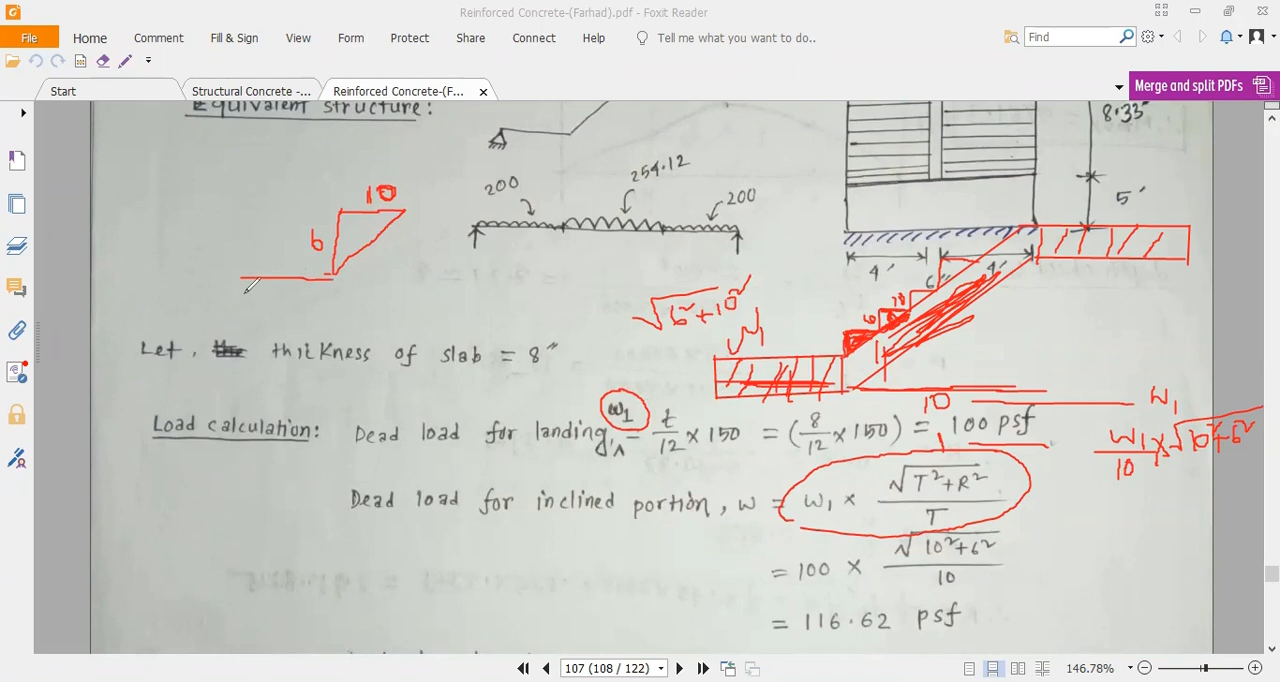 Reinforced Concrete-(Farhad).pdf - Foxit Reader
File Home Comment Fill & Sign View Form Protect Share Connect Help Tell me what you want to do.. Find
Start Structural Concrete -... Reinforced Concrete-(F... Merge and split PDFs
Equivalent structure:
8.33'
10
200 254.12 200
5'
6
4' 4'
6"
10
6
√6²+10²
W1
Let, thickness of slab = 8"
10
W1
Load calculation: Dead load for landing, w1 = t/12 × 150 = (8/12 × 150) = 100 psf
W1/10 × √10²+6²
Dead load for inclined portion, w = w1 × √T²+R² / T
= 100 × √10²+6² / 10
= 116.62 psf
107 (108 / 122) 146.78%